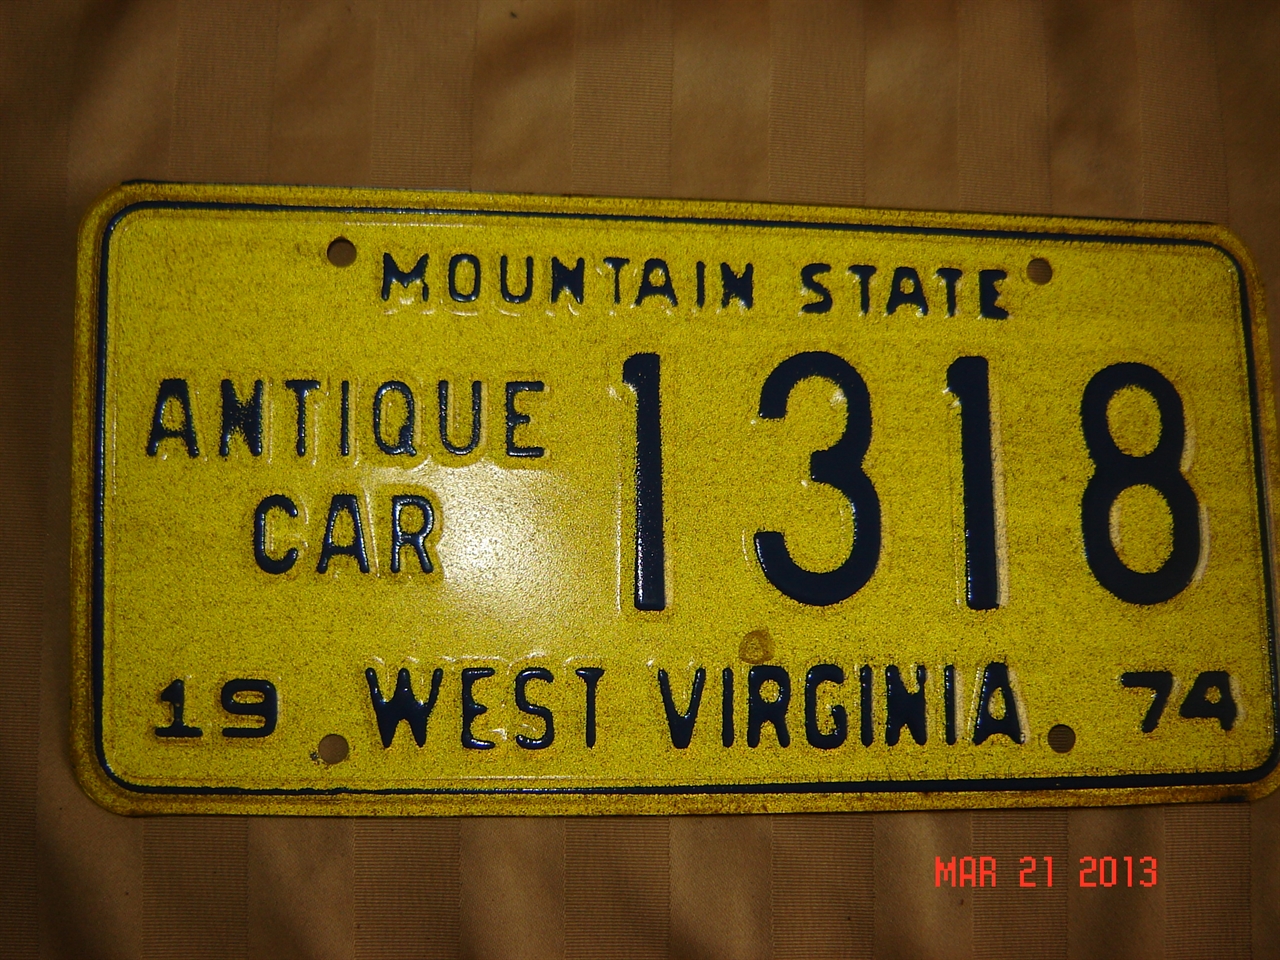 MOUNTAIN STATE
ANTIQUE
CAR
1318
19 WEST VIRGINIA 74
MAR 21 2013